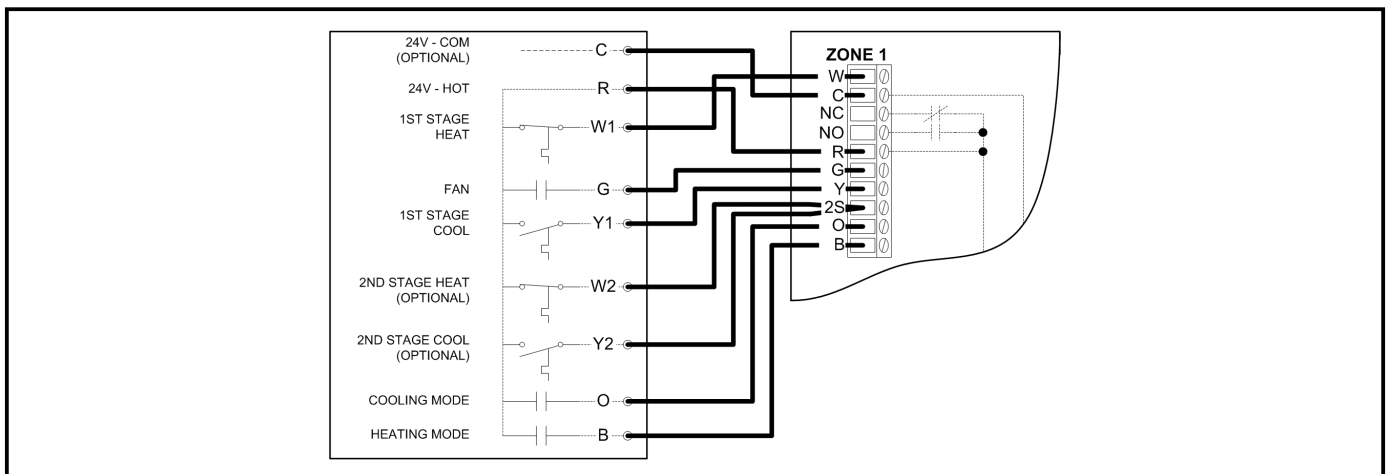 24V - COM
(OPTIONAL)
C
24V - HOT
R
1ST STAGE
HEAT
W1
FAN
G
1ST STAGE
COOL
Y1
2ND STAGE HEAT
(OPTIONAL)
W2
2ND STAGE COOL
(OPTIONAL)
Y2
COOLING MODE
O
HEATING MODE
B
ZONE 1
W
C
NC
NO
R
G
Y
2S
O
B